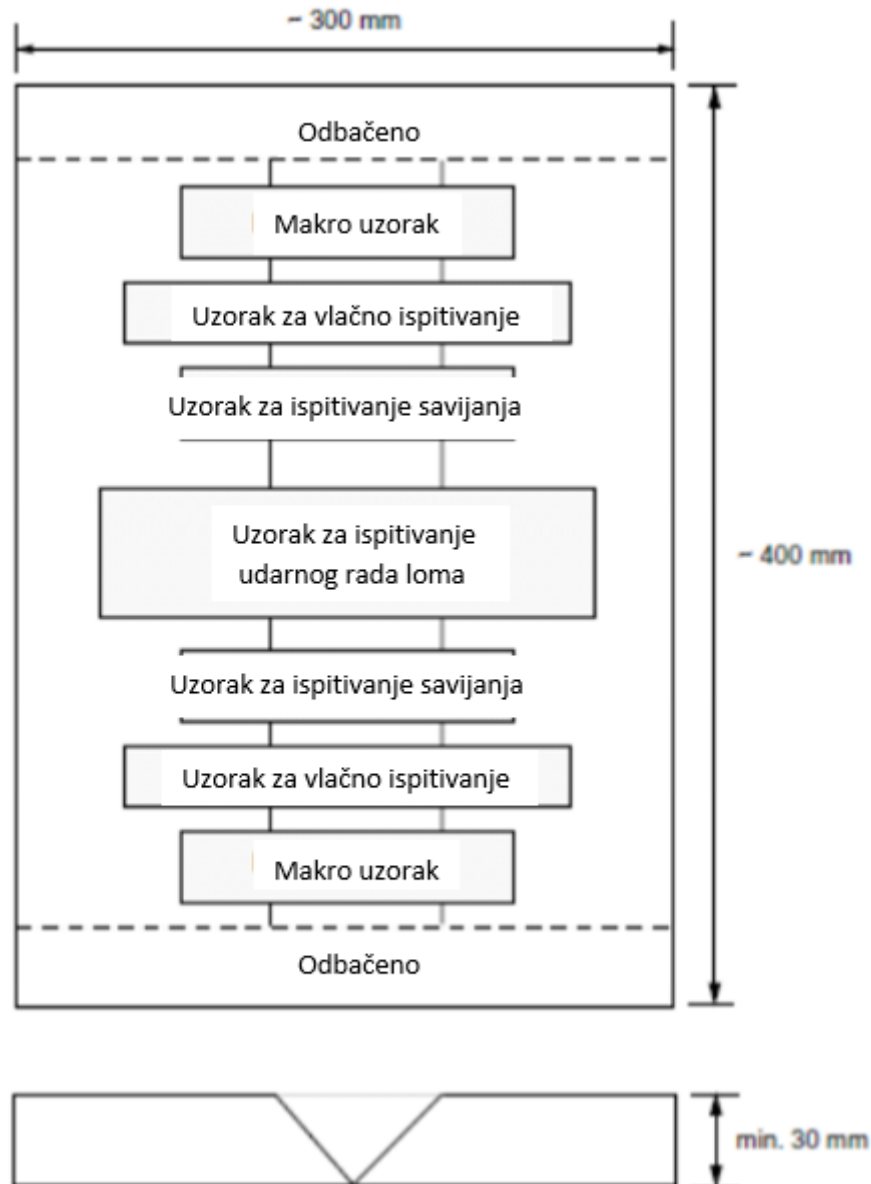 ~ 300 mm
Odbačeno
Makro uzorak
Uzorak za vlačno ispitivanje
Uzorak za ispitivanje savijanja
Uzorak za ispitivanje
udarnog rada loma
~ 400 mm
Uzorak za ispitivanje savijanja
Uzorak za vlačno ispitivanje
Makro uzorak
Odbačeno
min. 30 mm